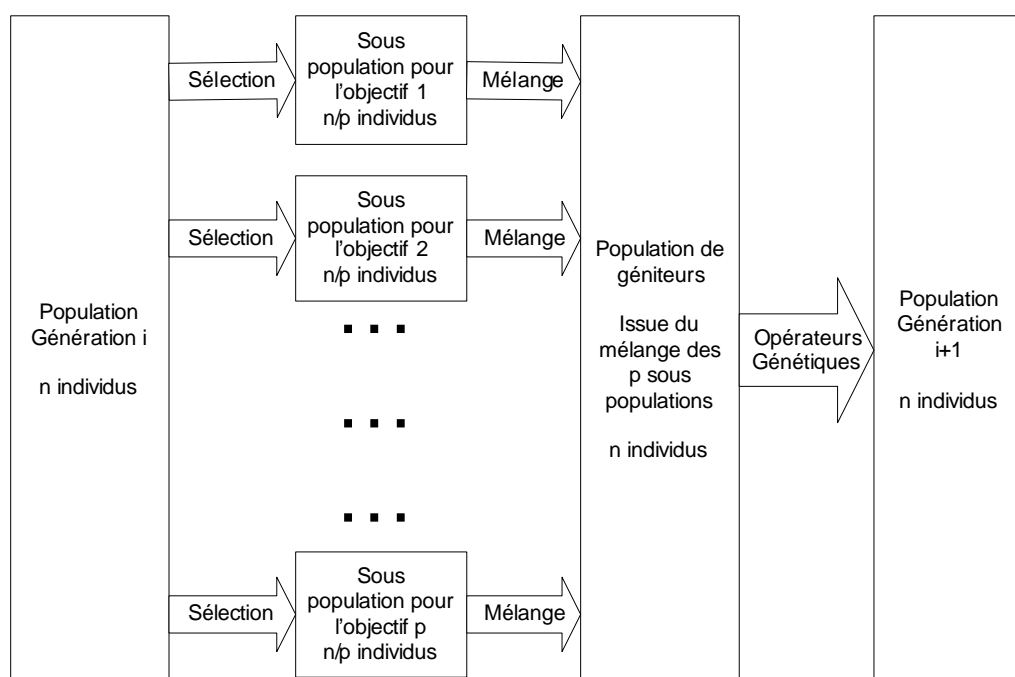 Population
Génération i
n individus
Sélection
Sous
population pour
l'objectif 1
n/p individus
Mélange
Sélection
Sous
population pour
l'objectif 2
n/p individus
Mélange
Sélection
Sous
population pour
l'objectif p
n/p individus
Mélange
Population de
géniteurs
Issue du
mélange des
p sous
populations
n individus
Opérateurs
Génétiques
Population
Génération
i+1
n individus